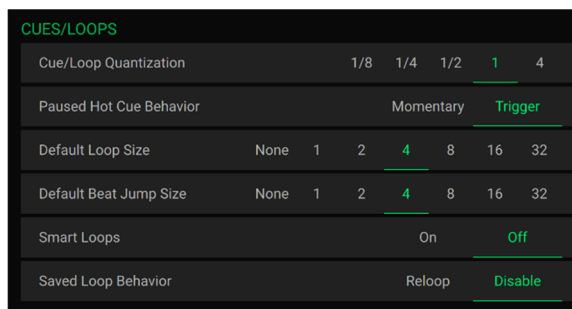 CUES/LOOPS
Cue/Loop Quantization 1/8 1/4 1/2 1 4
Paused Hot Cue Behavior Momentary Trigger
Default Loop Size None 1 2 4 8 16 32
Default Beat Jump Size None 1 2 4 8 16 32
Smart Loops On Off
Saved Loop Behavior Reloop Disable